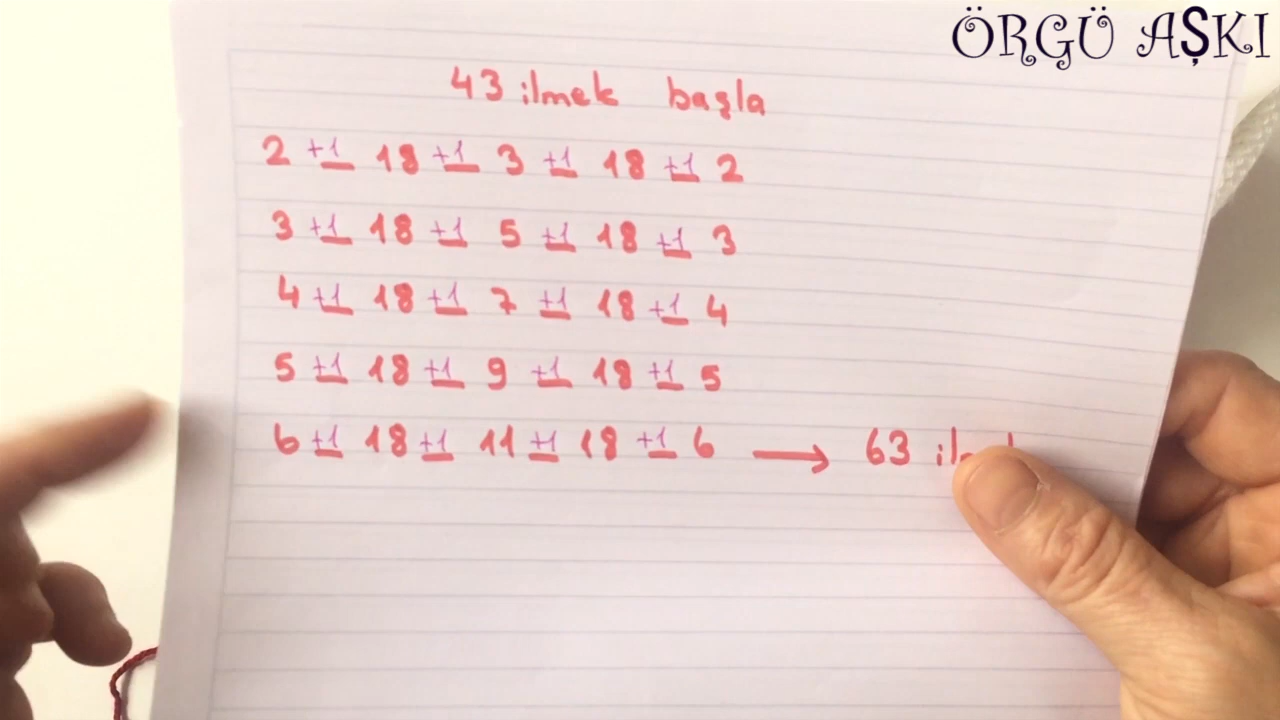 ÖRGÜ AŞKI
43 ilmek başla
2 +1 18 +1 3 +1 18 +1 2
3 +1 18 +1 5 +1 18 +1 3
4 +1 18 +1 7 +1 18 +1 4
5 +1 18 +1 9 +1 18 +1 5
6 +1 18 +1 11 +1 18 +1 6 → 63